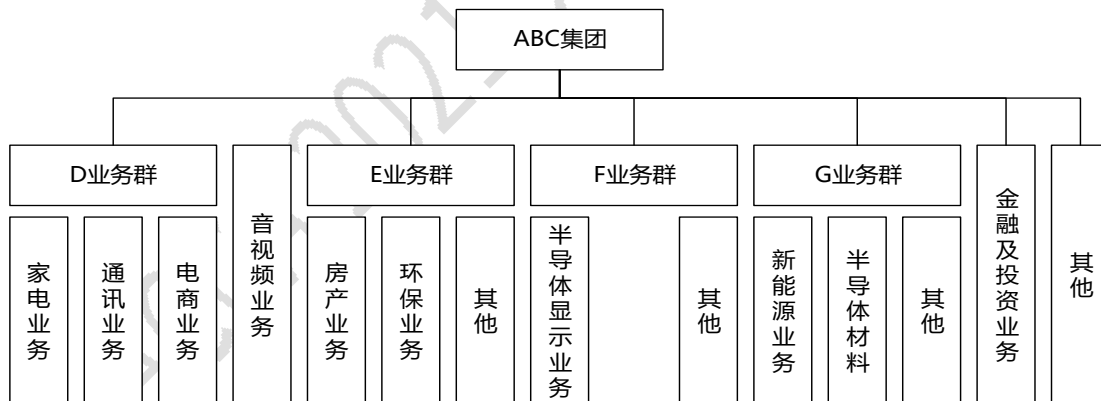 ABC集团
D业务群
E业务群
F业务群
G业务群
家电业务
通讯业务
电商业务
音视频业务
房产业务
环保业务
其他
半导体显示业务
其他
新能源业务
半导体材料
其他
金融及投资业务
其他